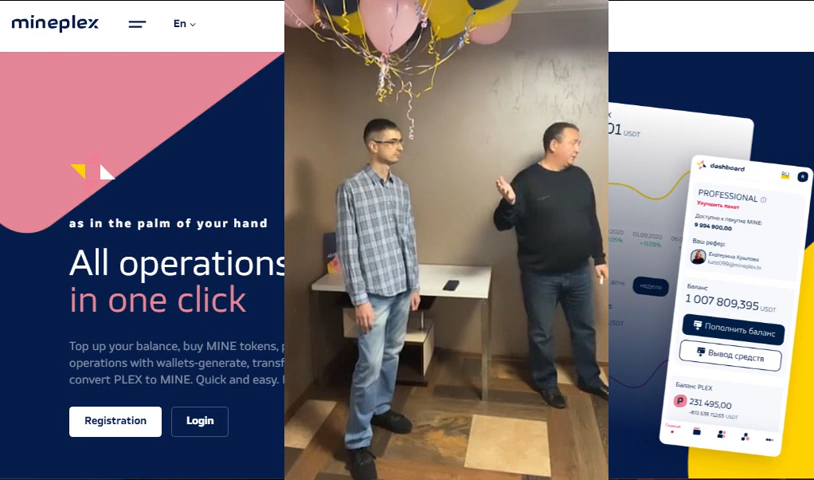 mineplex
En
as in the palm of your hand
All operations
in one click
Top up your balance, buy MINE tokens,
operations with wallets-generate, transf
convert PLEX to MINE. Quick and easy.
Registration
Login
01 USDT
dashboard
RU
PROFESSIONAL
Улучшить пакет
Доступно к покупке MINE:
9 994 900,00
Ваш рефер:
Екатерина Крылова
Баланс
1 007 809,395 USDT
Пополнить баланс
Вывод средств
Баланс PLEX
P 231 495,00
недели